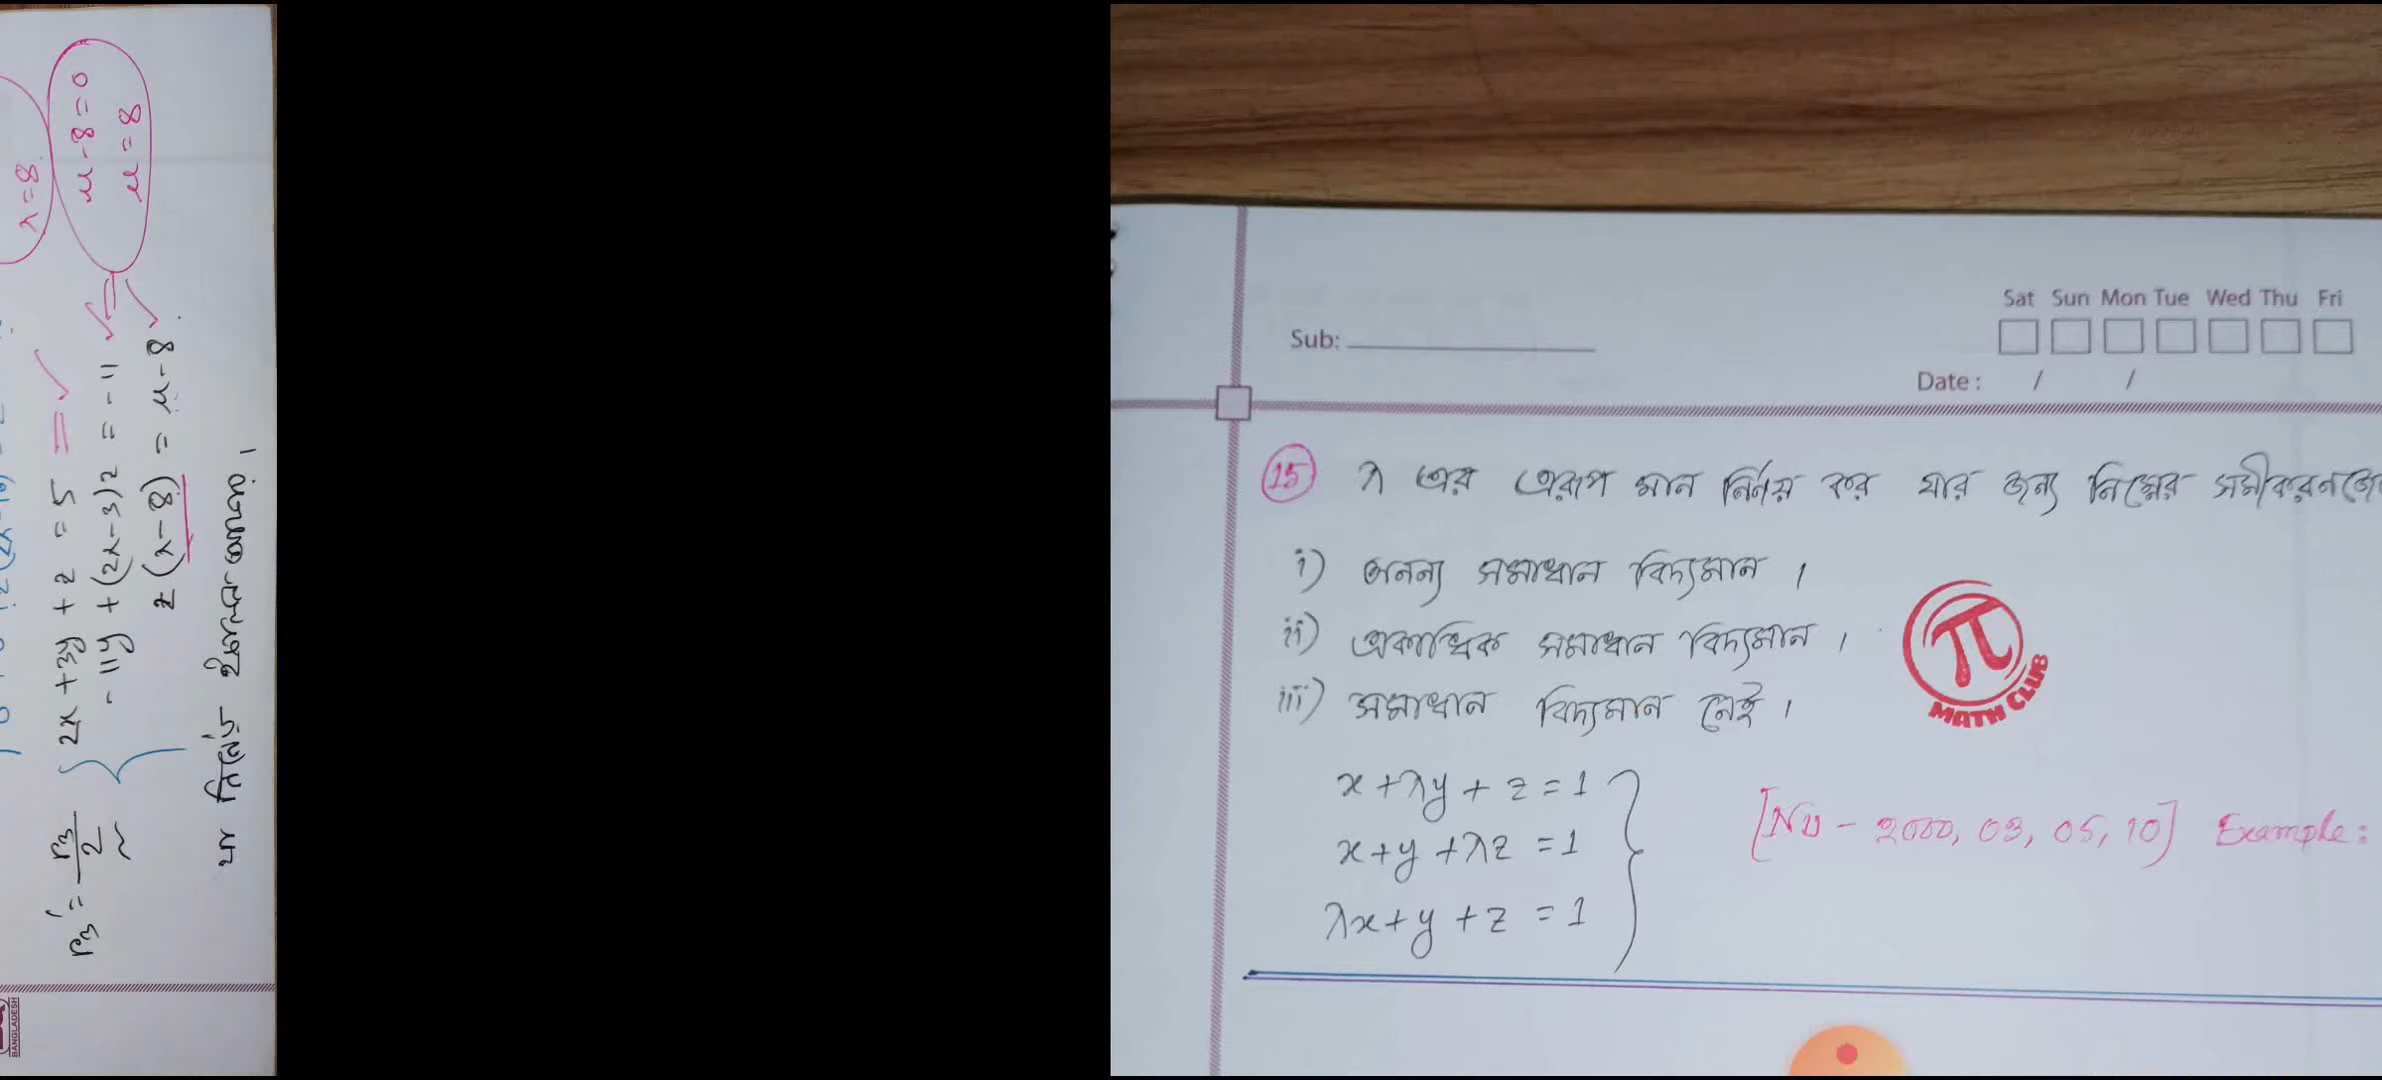 λ = 8
μ - 8 = 0
μ = 8
r₃' = r₃/2
2x + 3y + z = 5
- 11y + (2λ - 3)z = - 11
z (λ - 8) = μ - 8
BANGLADESH
Sat Sun Mon Tue Wed Thu Fri
Sub:
Date : / /
15 λ এর এরূপ মান নির্ণয় কর যার জন্য নিম্নের
i) অনন্য সমাধান বিদ্যমান।
ii) একাধিক সমাধান বিদ্যমান।
iii) সমাধান বিদ্যমান নেই।
π
MATH CLUB
x + λy + z = 1
x + y + λz = 1
λx + y + z = 1
[NU - 2000, 03, 05, 10] Example: